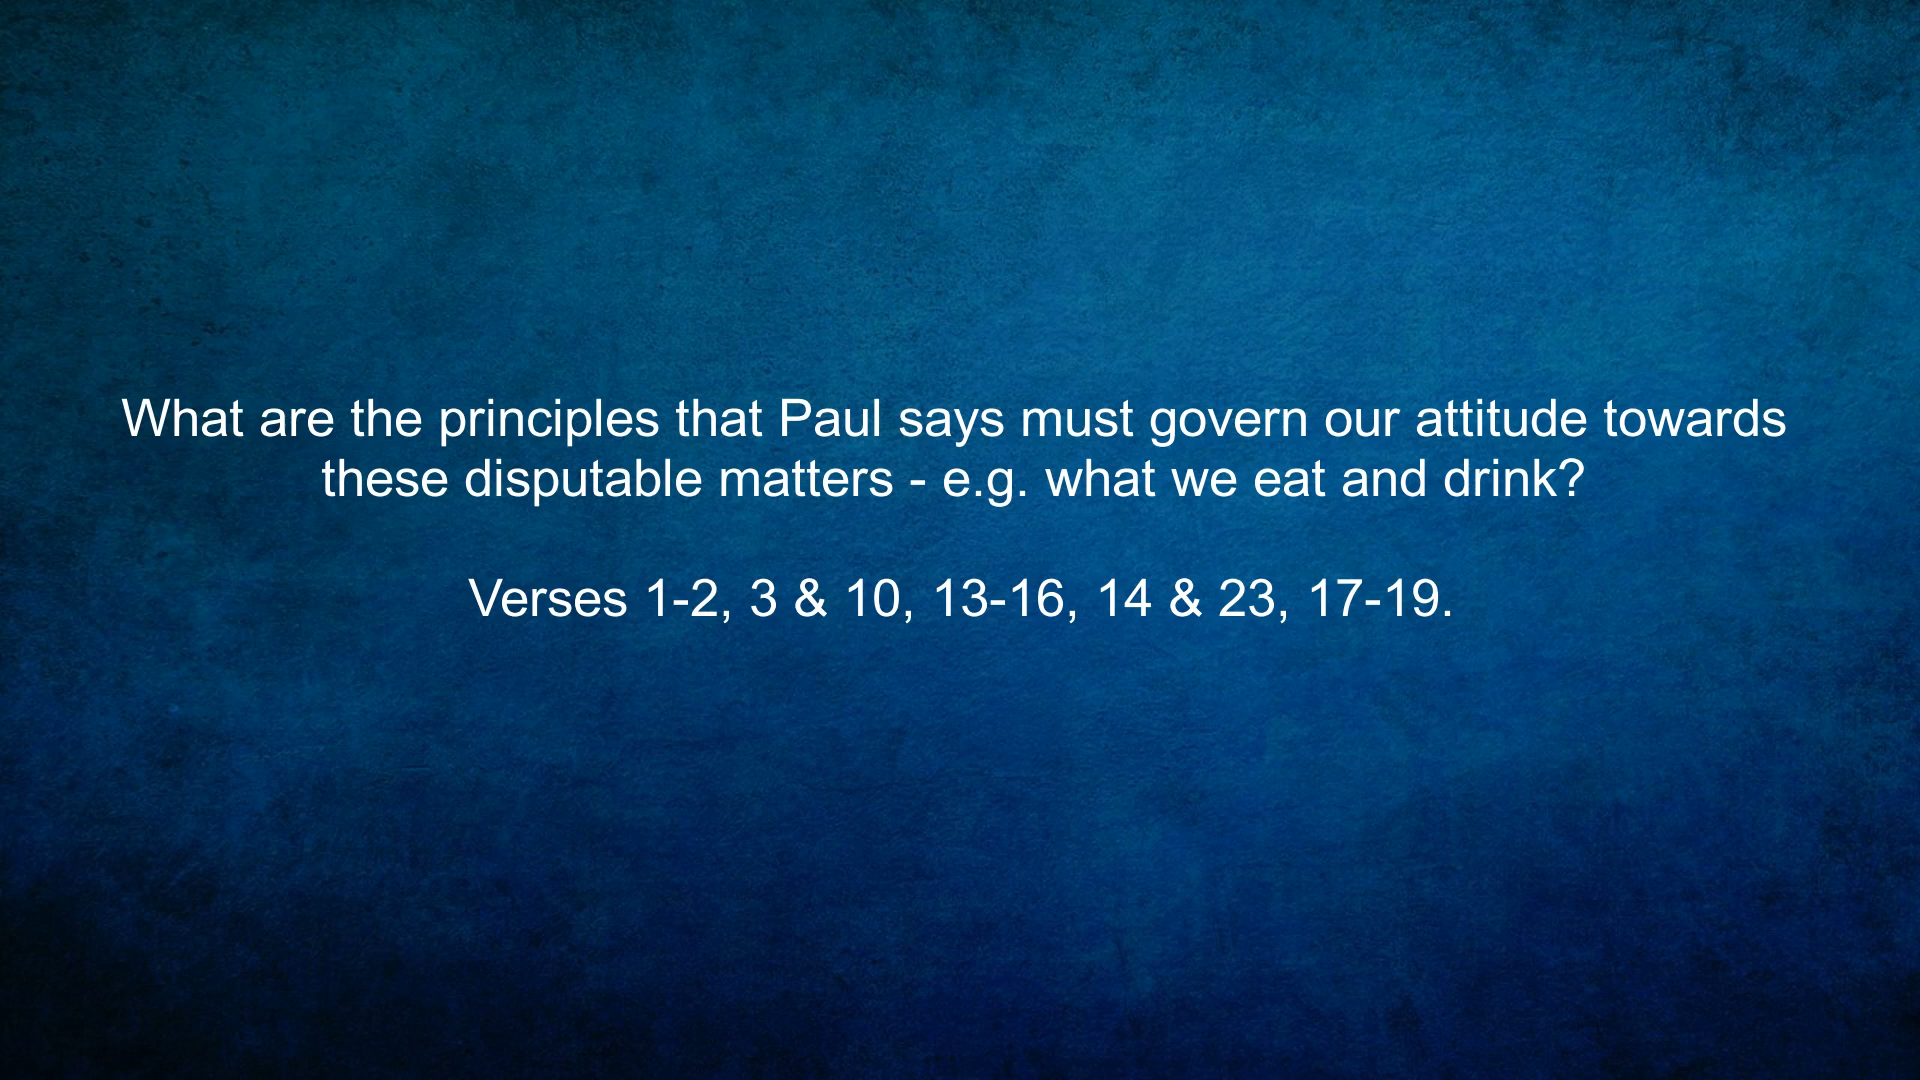 What are the principles that Paul says must govern our attitude towards
these disputable matters - e.g. what we eat and drink?
Verses 1-2, 3 & 10, 13-16, 14 & 23, 17-19.